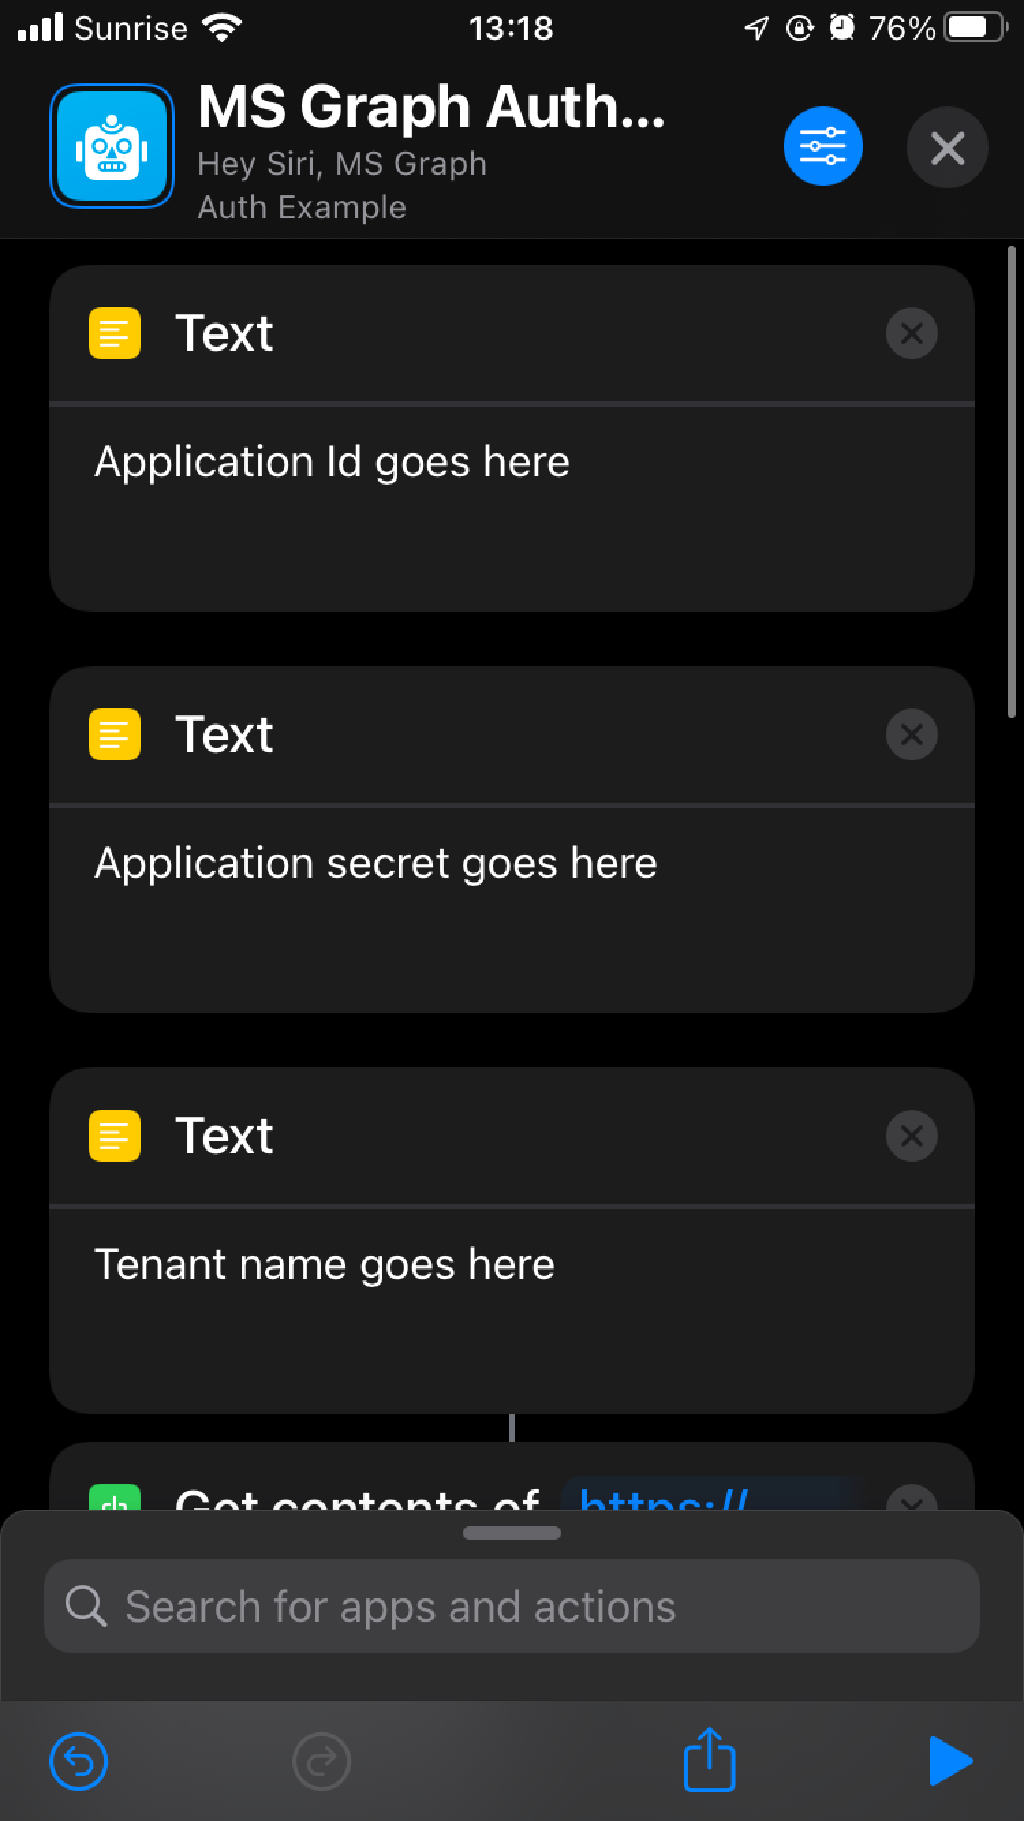 Sunrise 13:18 76%
MS Graph Auth...
Hey Siri, MS Graph
Auth Example
Text
Application Id goes here
Text
Application secret goes here
Text
Tenant name goes here
Get contents of https://
Search for apps and actions